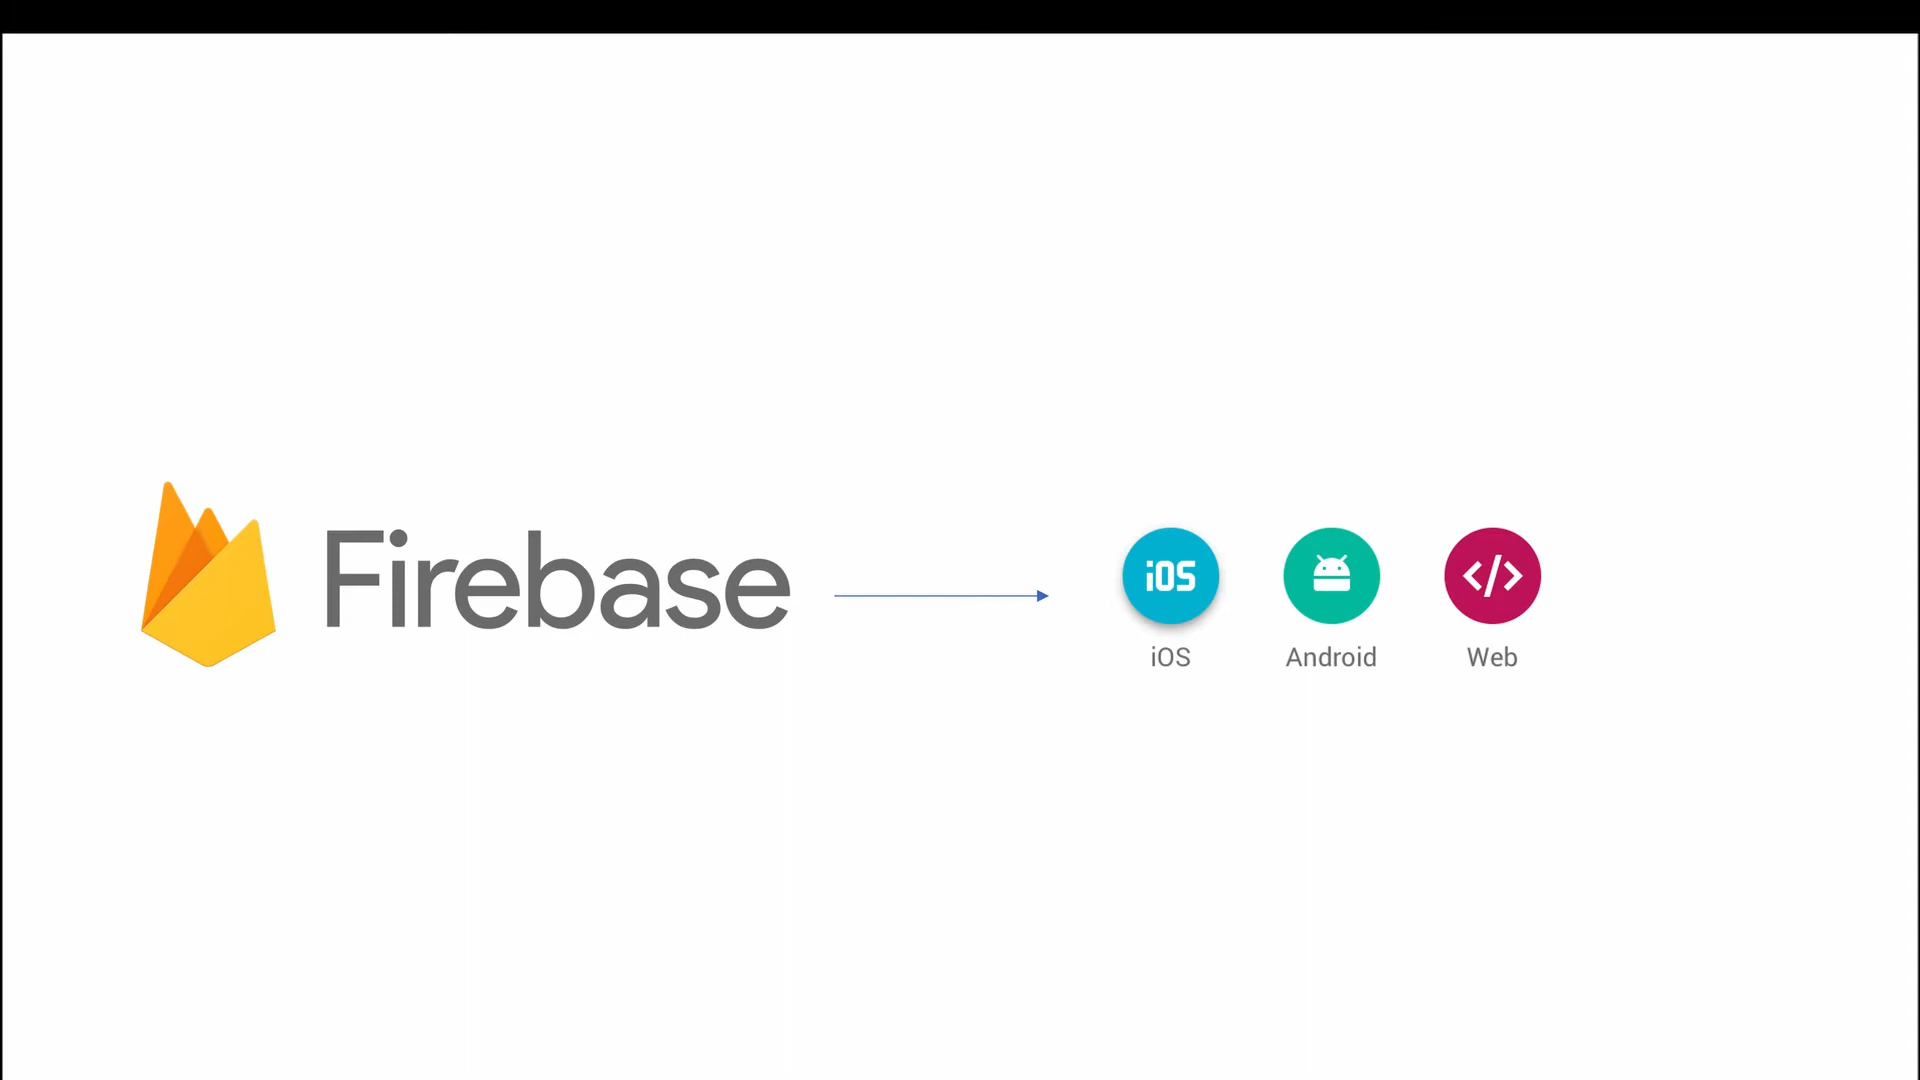 Firebase
iOS
</>
iOS
Android
Web